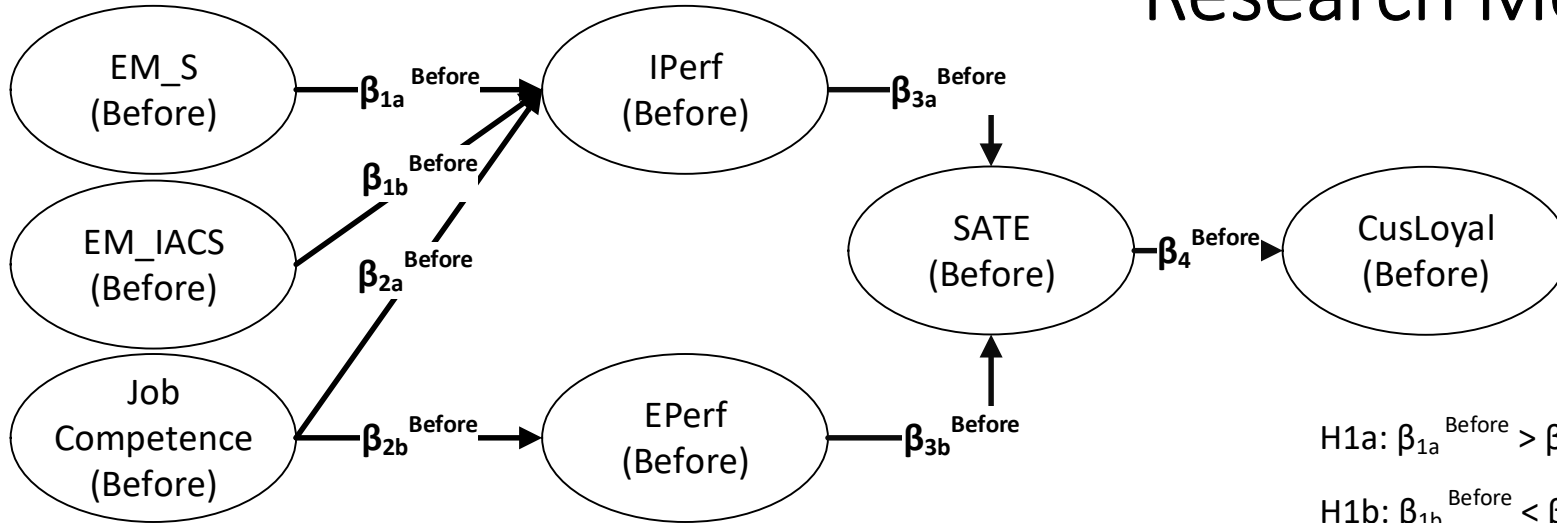 EM_S
(Before)
β1a Before
IPerf
(Before)
β3a Before
β1b Before
EM_IACS
(Before)
β2a Before
SATE
(Before)
β4 Before
CusLoyal
(Before)
Job
Competence
(Before)
β2b Before
EPerf
(Before)
β3b Before
H1a: β1a Before > β
H1b: β1b Before < β